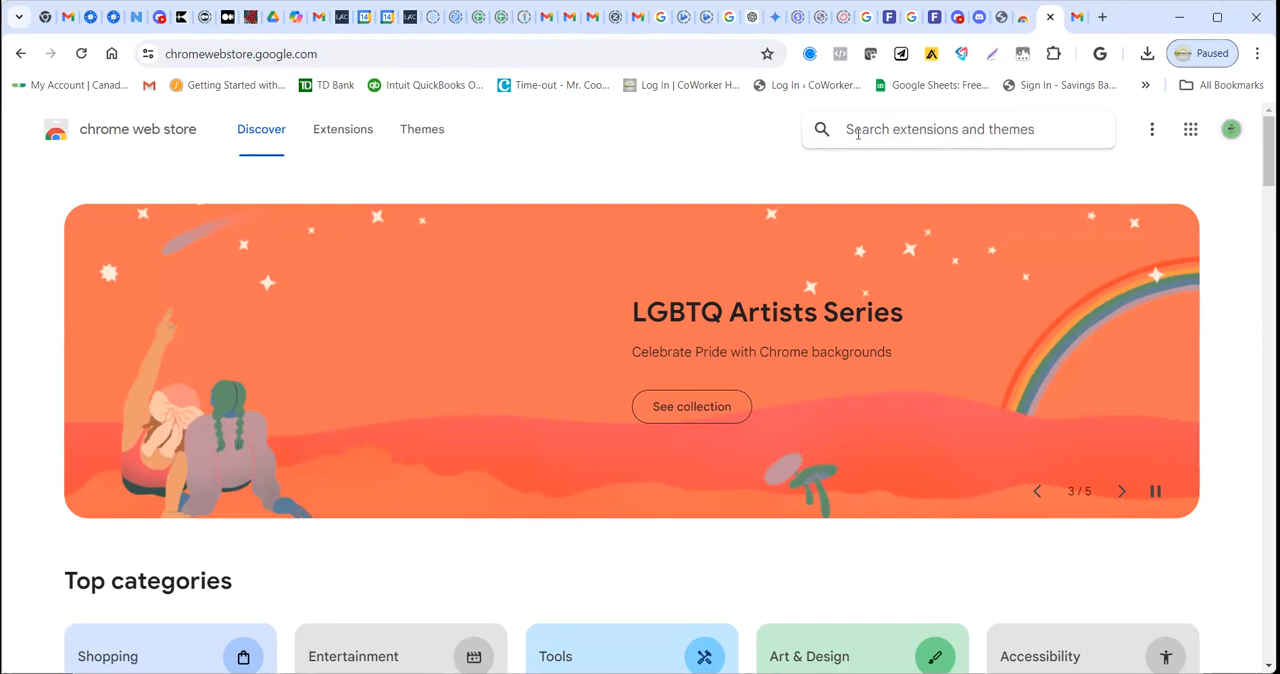 chromewebstore.google.com
Paused
My Account | Canad...
Getting Started with...
TD Bank
Intuit QuickBooks O...
Time-out - Mr. Coo...
Log In | CoWorker H...
Log In ‹ CoWorker...
Google Sheets: Free...
Sign In - Savings Ba...
»
All Bookmarks
chrome web store
Discover
Extensions
Themes
Search extensions and themes
LGBTQ Artists Series
Celebrate Pride with Chrome backgrounds
See collection
3 / 5
Top categories
Shopping
Entertainment
Tools
Art & Design
Accessibility